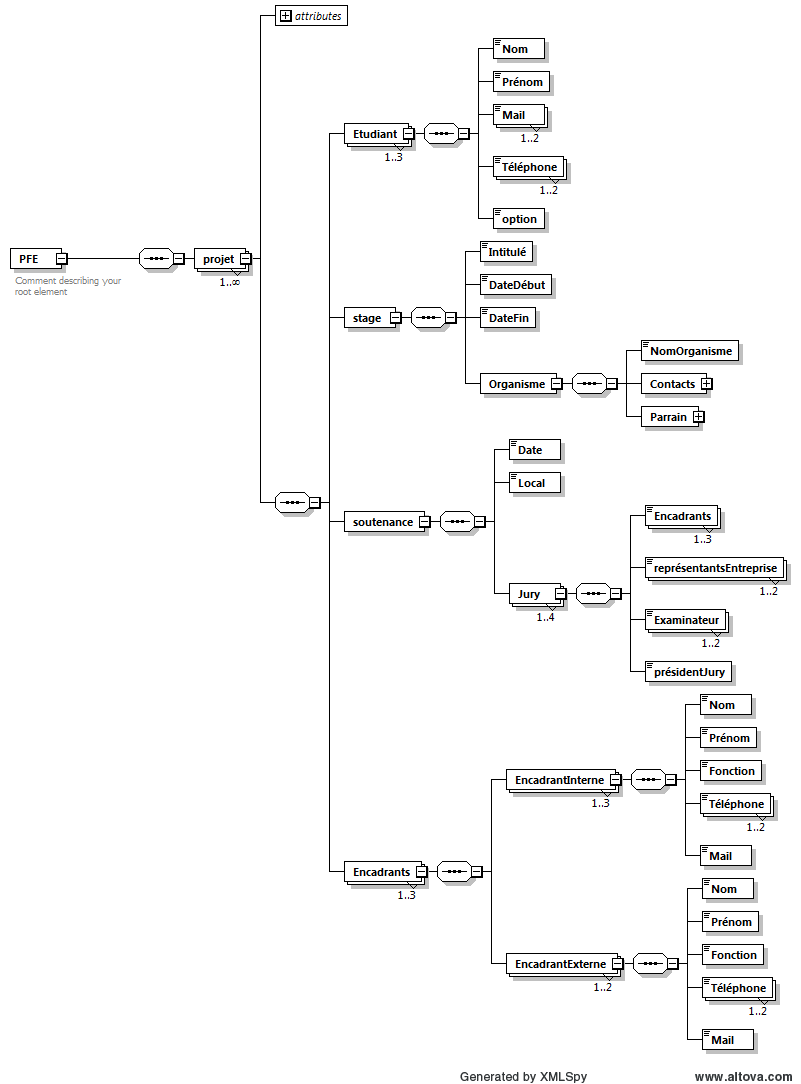 attributes
Nom
Prénom
Mail
1..2
Etudiant
1..3
Téléphone
1..2
option
PFE
projet
1..∞
Comment describing your
root element
Intitulé
DateDébut
stage
DateFin
Organisme
NomOrganisme
Contacts
Parrain
Date
Local
soutenance
Encadrants
1..3
représentantsEntreprise
1..2
Jury
1..4
Examinateur
1..2
présidentJury
Nom
Prénom
EncadrantInterne
1..3
Fonction
Téléphone
1..2
Mail
Encadrants
1..3
Nom
Prénom
Fonction
EncadrantExterne
1..2
Téléphone
1..2
Mail
Generated by XMLSpy
www.altova.com